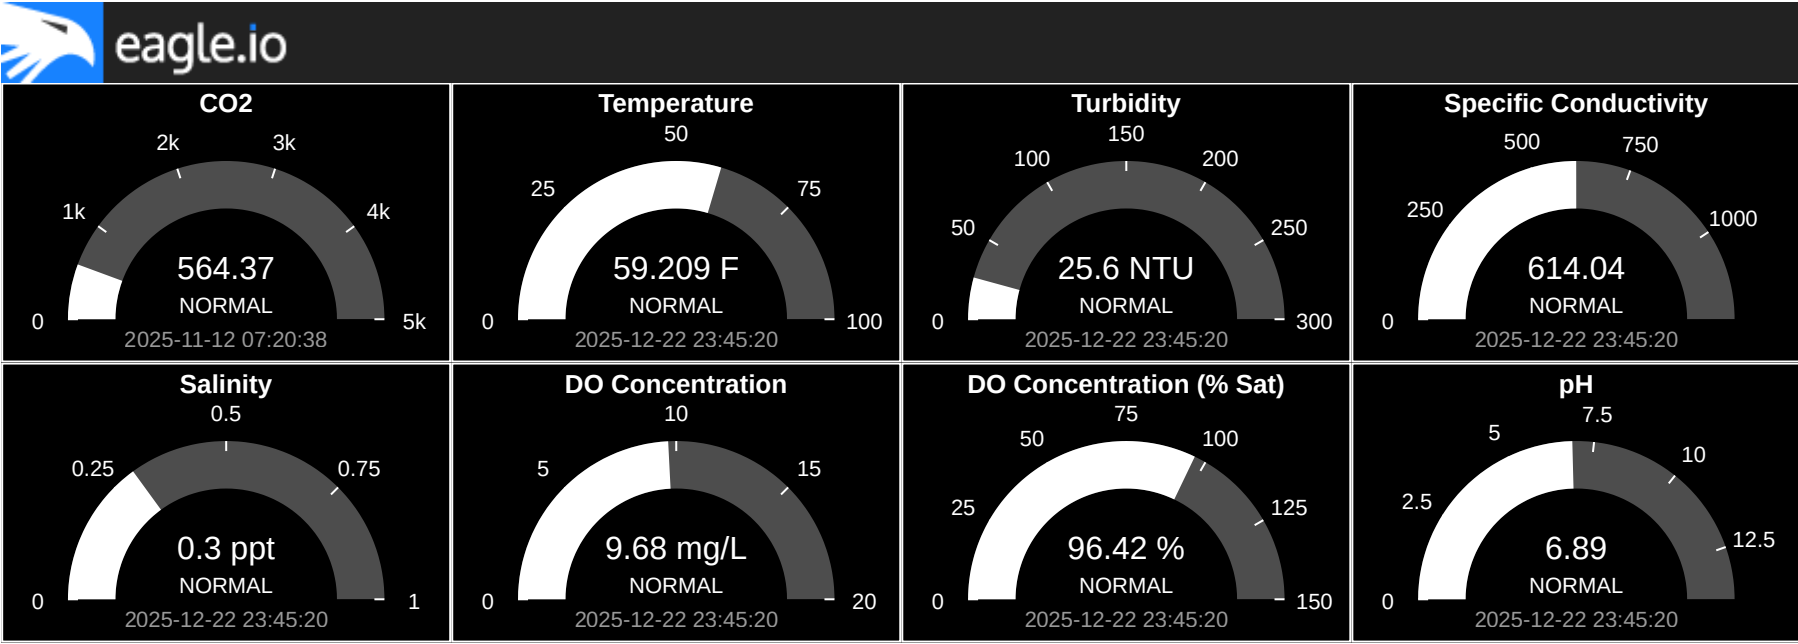 eagle.io
CO2
2k
3k
1k
4k
564.37
NORMAL
0
5k
2025-11-12 07:20:38
Temperature
50
25
75
59.209 F
NORMAL
0
100
2025-12-22 23:45:20
Turbidity
150
100
200
50
250
25.6 NTU
NORMAL
0
300
2025-12-22 23:45:20
Specific Conductivity
500
750
250
1000
614.04
NORMAL
0
2025-12-22 23:45:20
Salinity
0.5
0.25
0.75
0.3 ppt
NORMAL
0
1
2025-12-22 23:45:20
DO Concentration
10
5
15
9.68 mg/L
NORMAL
0
20
2025-12-22 23:45:20
DO Concentration (% Sat)
75
50
100
25
125
96.42 %
NORMAL
0
150
2025-12-22 23:45:20
pH
7.5
5
10
2.5
12.5
6.89
NORMAL
0
2025-12-22 23:45:20